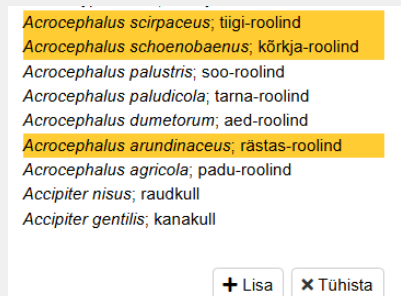 Acrocephalus scirpaceus; tiigi-roolind
Acrocephalus schoenobaenus; kõrkja-roolind
Acrocephalus palustris; soo-roolind
Acrocephalus paludicola; tarna-roolind
Acrocephalus dumetorum; aed-roolind
Acrocephalus arundinaceus; rästas-roolind
Acrocephalus agricola; padu-roolind
Accipiter nisus; raudkull
Accipiter gentilis; kanakull
Lisa Tühista